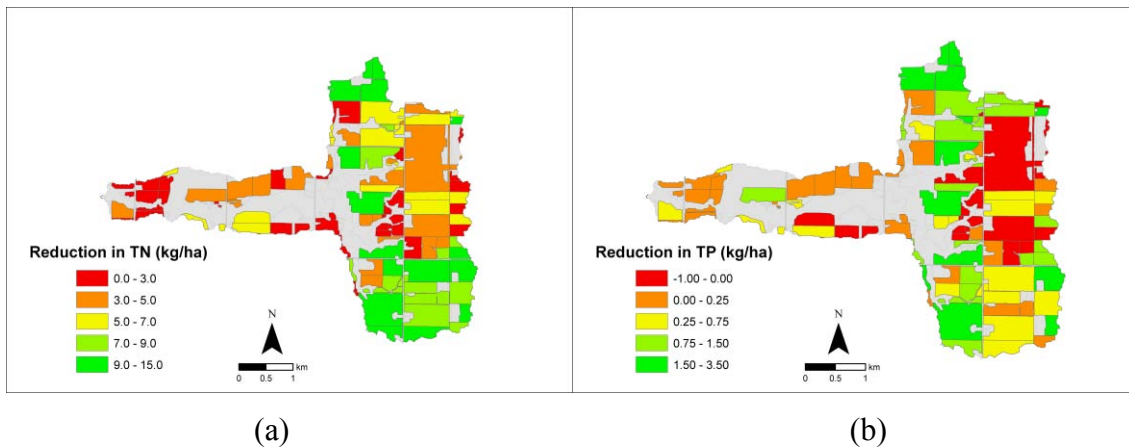 Reduction in TN (kg/ha)
0.0 - 3.0
3.0 - 5.0
5.0 - 7.0
7.0 - 9.0
9.0 - 15.0
N
0 0.5 1 km
Reduction in TP (kg/ha)
-1.00 - 0.00
0.00 - 0.25
0.25 - 0.75
0.75 - 1.50
1.50 - 3.50
N
0 0.5 1 km
(a) (b)